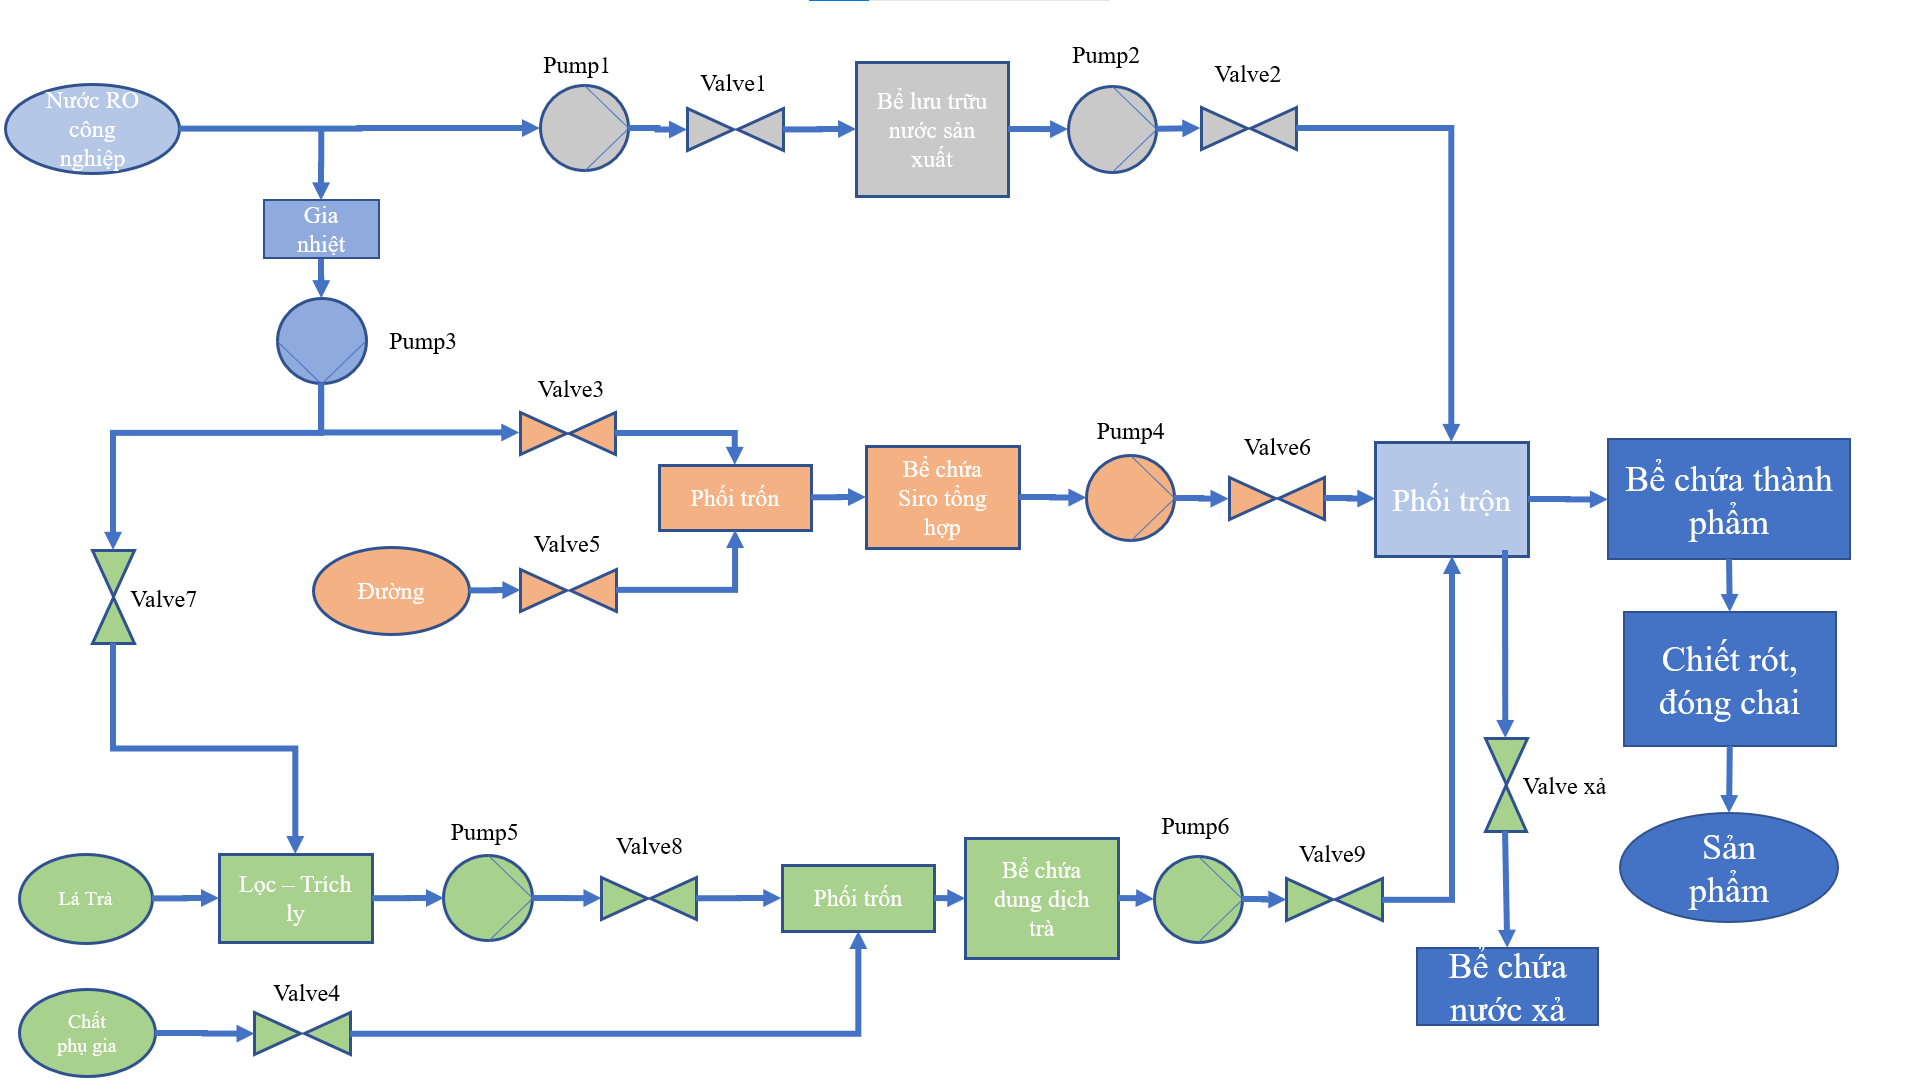 Nước RO
công
nghiệp
Pump1
Valve1
Bể lưu trữu
nước sản
xuất
Pump2
Valve2
Gia
nhiệt
Pump3
Valve3
Phối trốn
Đường
Valve5
Bể chứa
Siro tổng
hợp
Pump4
Valve6
Phối trộn
Bể chứa thành
phẩm
Chiết rót,
đóng chai
Sản
phẩm
Valve7
Valve xả
Bể chứa
nước xả
Lá Trà
Lọc – Trích
ly
Pump5
Valve8
Phối trốn
Bể chứa
dung dịch
trà
Pump6
Valve9
Chất
phụ gia
Valve4